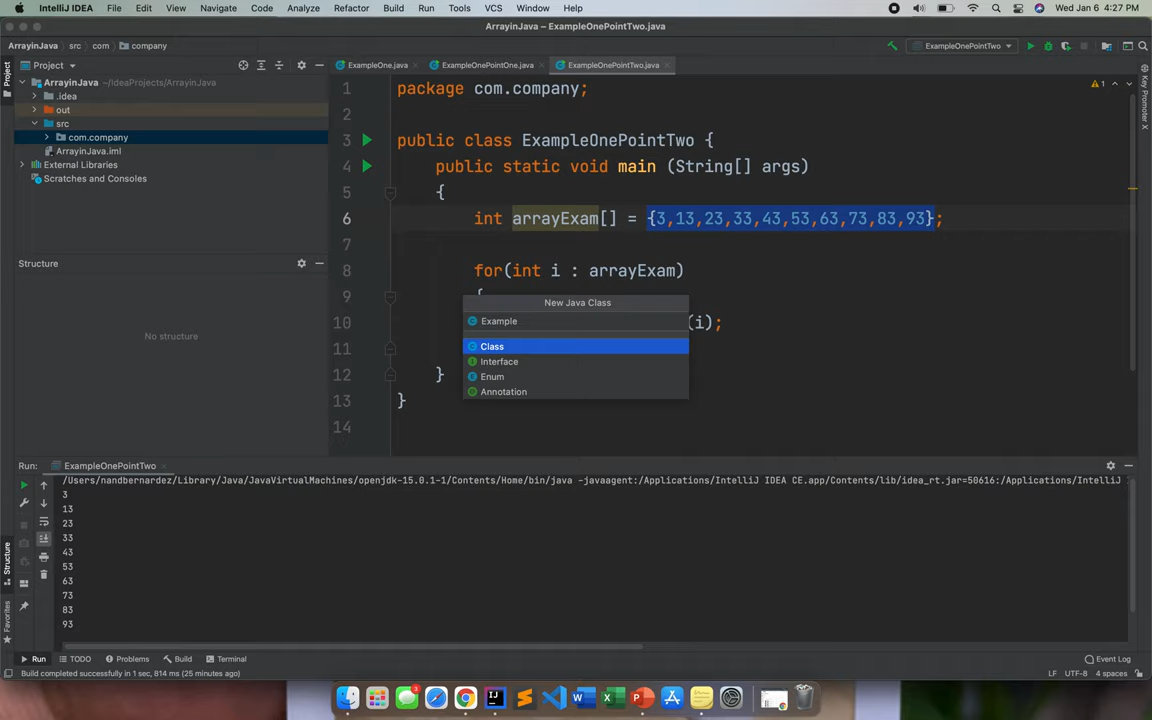 IntelliJ IDEA File Edit View Navigate Code Analyze Refactor Build Run Tools VCS Window Help Wed Jan 6 4:27 PM
ArrayinJava – ExampleOnePointTwo.java
ArrayinJava src com company ExampleOnePointTwo
Project ExampleOne.java ExampleOnePointOne.java ExampleOnePointTwo.java
Project
Key Promoter X
ArrayinJava ~/IdeaProjects/ArrayinJava
.idea
out
src
com.company
ArrayinJava.iml
External Libraries
Scratches and Consoles
1 package com.company; 1
2
3 public class ExampleOnePointTwo {
4 public static void main (String[] args)
5 {
6 int arrayExam[] = {3,13,23,33,43,53,63,73,83,93};
7
8 for(int i : arrayExam)
9 {
10 (i);
11
12 }
13 }
14
New Java Class
Example
Class
Interface
Enum
Annotation
Structure
No structure
Structure
Favorites
Run: ExampleOnePointTwo
/Users/nandbernardez/Library/Java/JavaVirtualMachines/openjdk-15.0.1-1/Contents/Home/bin/java -javaagent:/Applications/IntelliJ IDEA CE.app/Contents/lib/idea_rt.jar=50616:/Applications/IntelliJ
3
13
23
33
43
53
63
73
83
93
Run TODO Problems Build Terminal Event Log
Build completed successfully in 1 sec, 814 ms (25 minutes ago) LF UTF-8 4 spaces